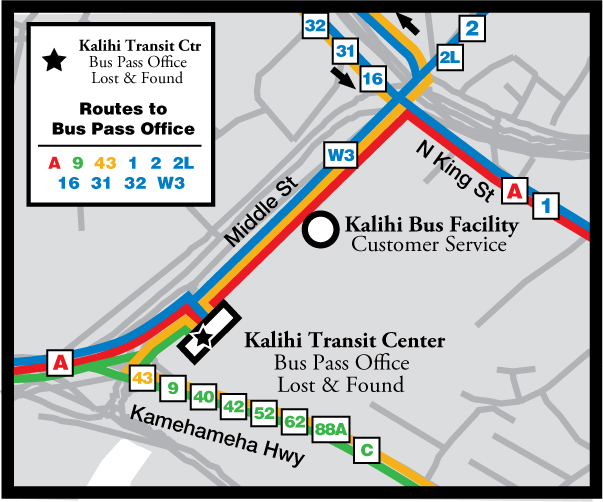 Kalihi Transit Ctr
Bus Pass Office
Lost & Found
Routes to
Bus Pass Office
A 9 43 1 2 2L
16 31 32 W3
32
31
16
2
2L
W3
Middle St
N King St
A
1
Kalihi Bus Facility
Customer Service
Kalihi Transit Center
Bus Pass Office
Lost & Found
A
43
9
40
42
52
62
88A
C
Kamehameha Hwy